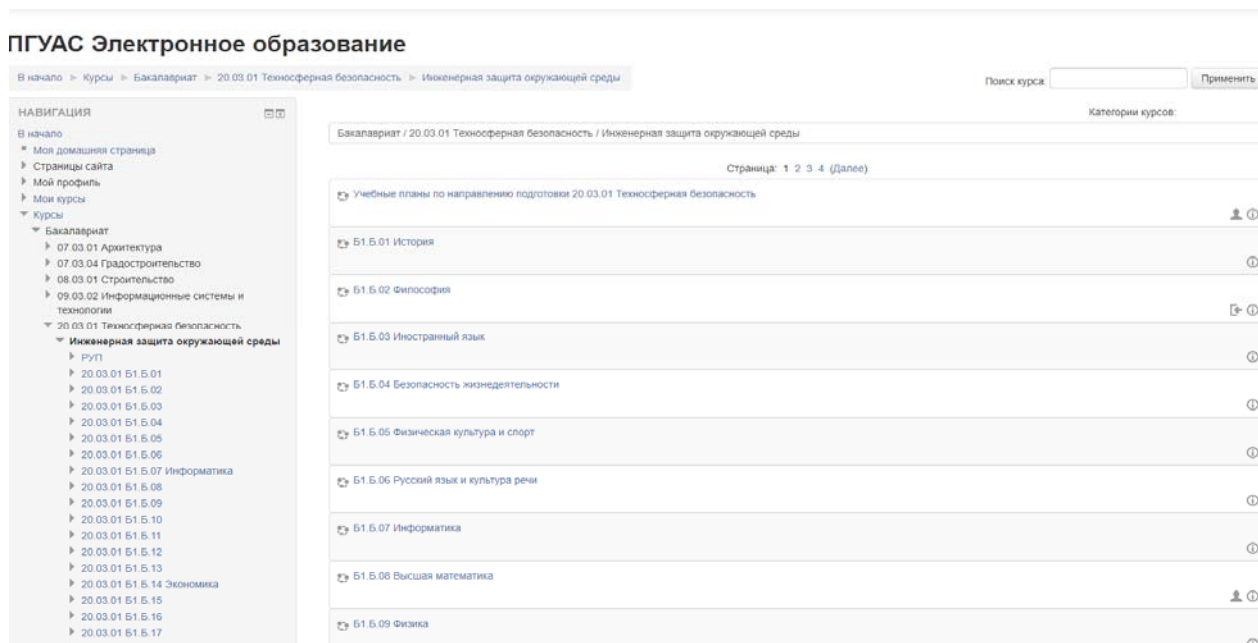 ПГУАС Электронное образование
В начало ► Курсы ► Бакалавриат ► 20.03.01 Техносферная безопасность ► Инженерная защита окружающей среды
Поиск курса:
Применить
НАВИГАЦИЯ
В начало
Моя домашняя страница
Страницы сайта
Мой профиль
Мои курсы
Курсы
Бакалавриат
07.03.01 Архитектура
07.03.04 Градостроительство
08.03.01 Строительство
09.03.02 Информационные системы и
технологии
20.03.01 Техносферная безопасность
Инженерная защита окружающей среды
РУП
20.03.01 Б1.Б.01
20.03.01 Б1.Б.02
20.03.01 Б1.Б.03
20.03.01 Б1.Б.04
20.03.01 Б1.Б.05
20.03.01 Б1.Б.06
20.03.01 Б1.Б.07 Информатика
20.03.01 Б1.Б.08
20.03.01 Б1.Б.09
20.03.01 Б1.Б.10
20.03.01 Б1.Б.11
20.03.01 Б1.Б.12
20.03.01 Б1.Б.13
20.03.01 Б1.Б.14 Экономика
20.03.01 Б1.Б.15
20.03.01 Б1.Б.16
20.03.01 Б1.Б.17
Категории курсов:
Бакалавриат / 20.03.01 Техносферная безопасность / Инженерная защита окружающей среды
Страница: 1 2 3 4 (Далее)
Учебные планы по направлению подготовки 20.03.01 Техносферная безопасность
Б1.Б.01 История
Б1.Б.02 Философия
Б1.Б.03 Иностранный язык
Б1.Б.04 Безопасность жизнедеятельности
Б1.Б.05 Физическая культура и спорт
Б1.Б.06 Русский язык и культура речи
Б1.Б.07 Информатика
Б1.Б.08 Высшая математика
Б1.Б.09 Физика